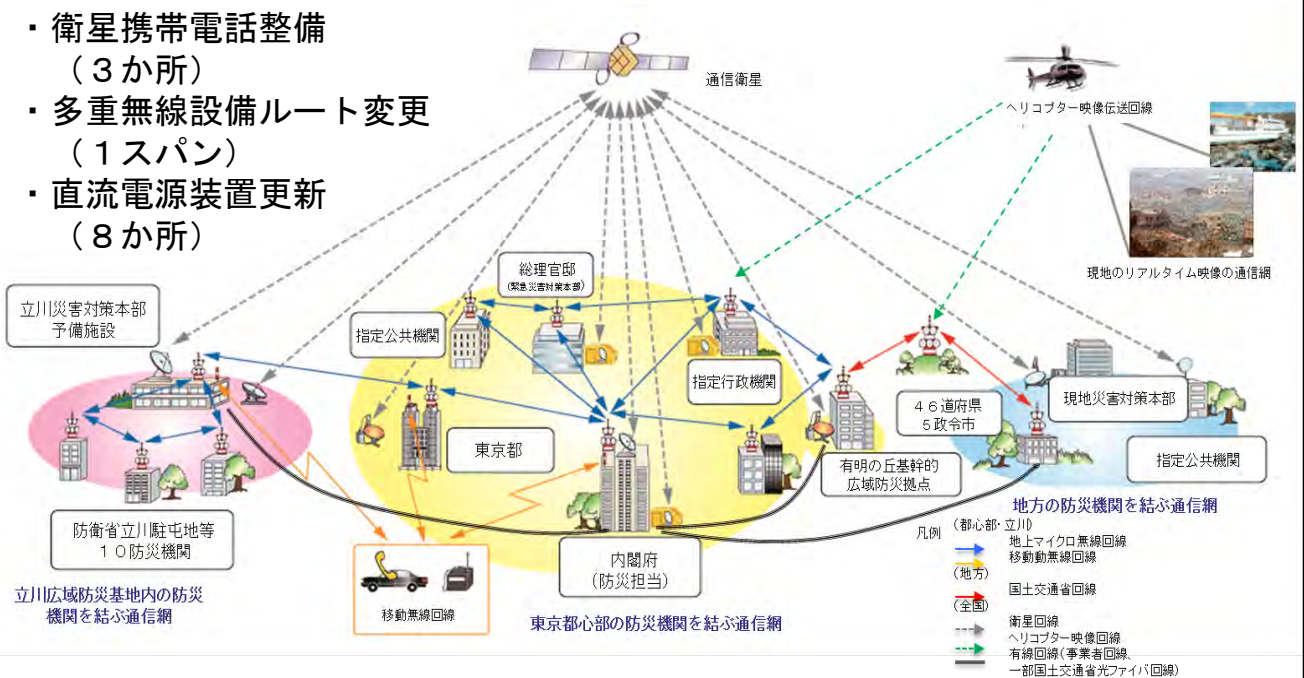 ・衛星携帯電話整備
（３か所）
・多重無線設備ルート変更
（１スパン）
・直流電源装置更新
（８か所）
通信衛星
ヘリコプター映像伝送回線
現地のリアルタイム映像の通信網
総理官邸
（緊急災害対策本部）
立川災害対策本部
予備施設
指定公共機関
指定行政機関
東京都
４６道府県
５政令市
現地災害対策本部
指定公共機関
有明の丘基幹的
広域防災拠点
防衛省立川駐屯地等
１０防災機関
内閣府
（防災担当）
移動無線回線
立川広域防災基地内の防災
機関を結ぶ通信網
東京都心部の防災機関を結ぶ通信網
地方の防災機関を結ぶ通信網
凡例
（都心部・立川）
地上マイクロ無線回線
移動動無線回線
（地方）
国土交通省回線
（全国）
衛星回線
ヘリコプター映像回線
有線回線（事業者回線、
一部国土交通省光ファイバ回線）